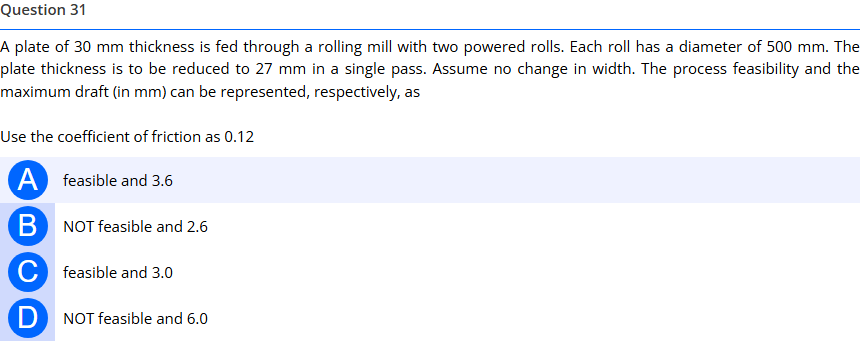 Question 31
A plate of 30 mm thickness is fed through a rolling mill with two powered rolls. Each roll has a diameter of 500 mm. The
plate thickness is to be reduced to 27 mm in a single pass. Assume no change in width. The process feasibility and the
maximum draft (in mm) can be represented, respectively, as
Use the coefficient of friction as 0.12
A feasible and 3.6
B NOT feasible and 2.6
C feasible and 3.0
D NOT feasible and 6.0